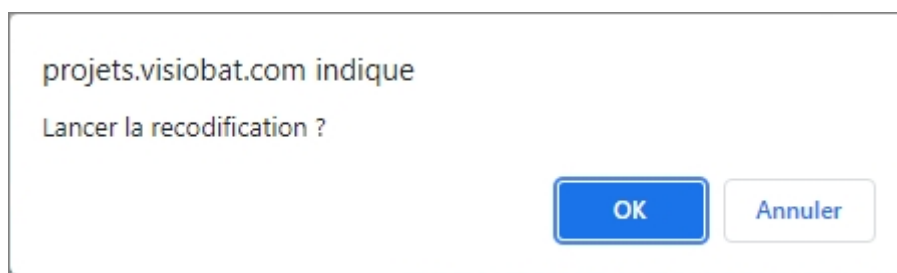 projets.visiobat.com indique
Lancer la recodification ?
OK
Annuler